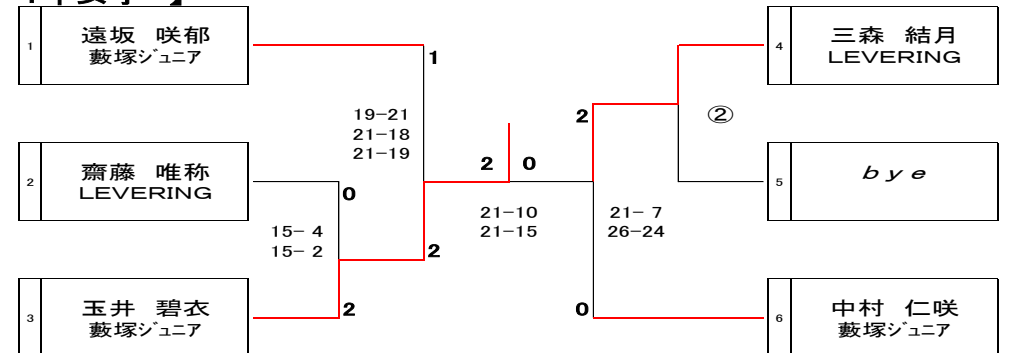 1
遠坂 咲郁
藪塚ジュニア
2
齋藤 唯称
LEVERING
3
玉井 碧衣
藪塚ジュニア
1
19-21
21-18
21-19
0
15- 4
15- 2
2
2
2 0
21-10
21-15
2
21- 7
26-24
0
②
4
三森 結月
LEVERING
5
bye
6
中村 仁咲
藪塚ジュニア